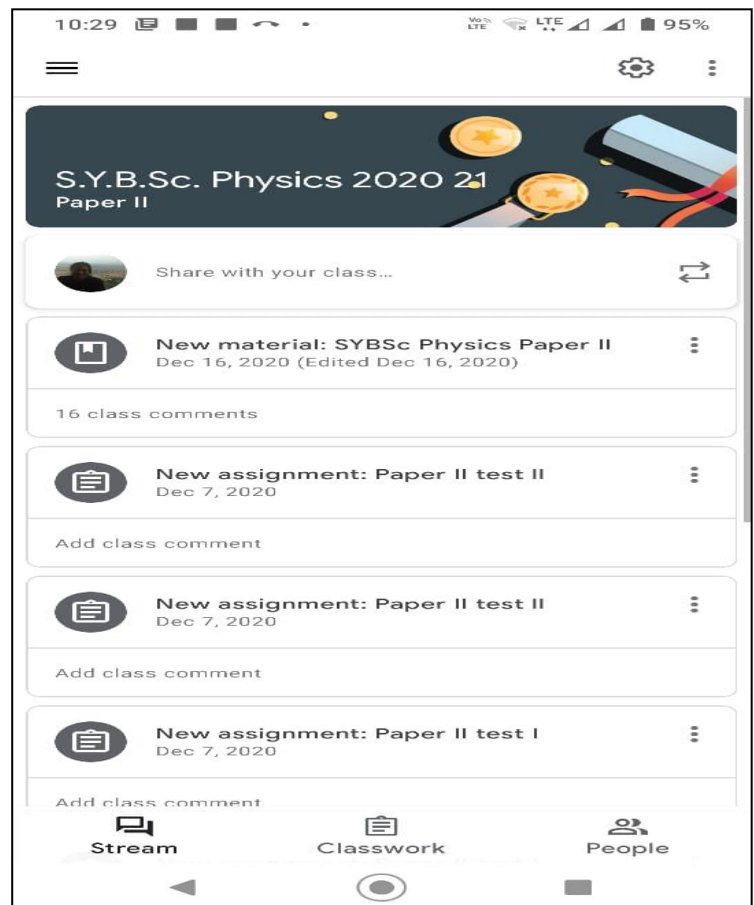 10:29 Vo LTE LTE 95%
S.Y.B.Sc. Physics 2020 21
Paper II
Share with your class...
New material: SYBSc Physics Paper II
Dec 16, 2020 (Edited Dec 16, 2020)
16 class comments
New assignment: Paper II test II
Dec 7, 2020
Add class comment
New assignment: Paper II test II
Dec 7, 2020
Add class comment
New assignment: Paper II test I
Dec 7, 2020
Add class comment
Stream Classwork People